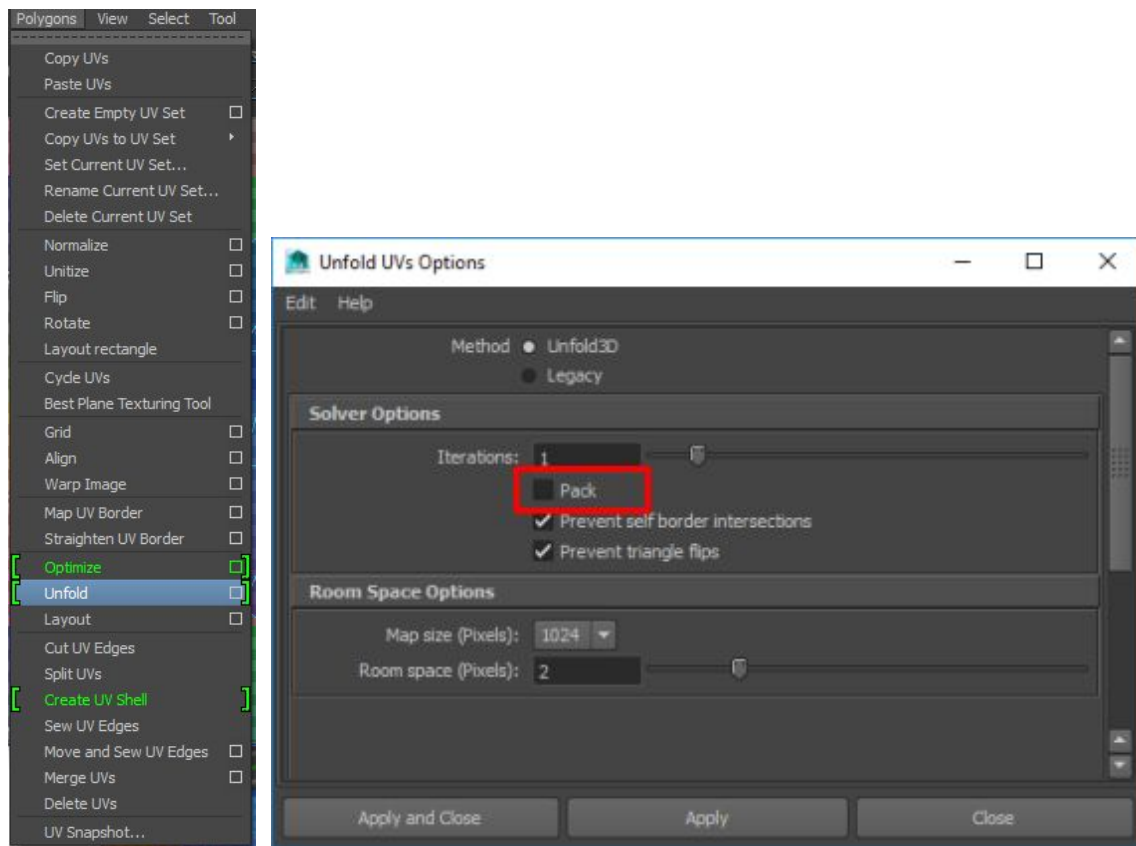 Polygons View Select Tool
Copy UVs
Paste UVs
Create Empty UV Set
Copy UVs to UV Set
Set Current UV Set...
Rename Current UV Set...
Delete Current UV Set
Normalize
Unitize
Flip
Rotate
Layout rectangle
Cycle UVs
Best Plane Texturing Tool
Grid
Align
Warp Image
Map UV Border
Straighten UV Border
Optimize
Unfold
Layout
Cut UV Edges
Split UVs
Create UV Shell
Sew UV Edges
Move and Sew UV Edges
Merge UVs
Delete UVs
UV Snapshot...
Unfold UVs Options
Edit Help
Method Unfold3D
Legacy
Solver Options
Iterations: 1
Pack
Prevent self border intersections
Prevent triangle flips
Room Space Options
Map size (Pixels): 1024
Room space (Pixels): 2
Apply and Close Apply Close